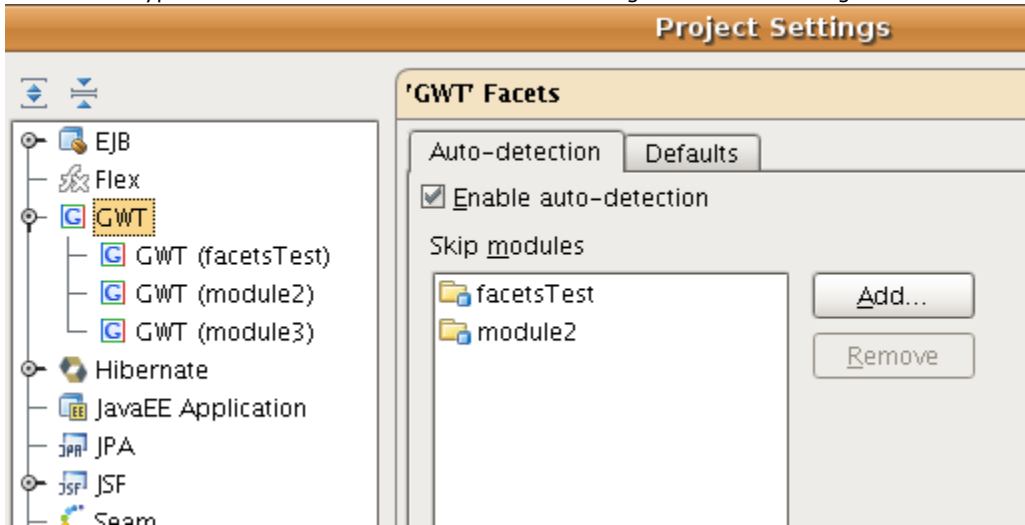 Project Settings
'GWT' Facets
EJB
Flex
GWT
GWT (facetsTest)
GWT (module2)
GWT (module3)
Hibernate
JavaEE Application
JPA
JSF
Seam
Auto-detection
Defaults
Enable auto-detection
Skip modules
facetsTest
module2
Add...
Remove